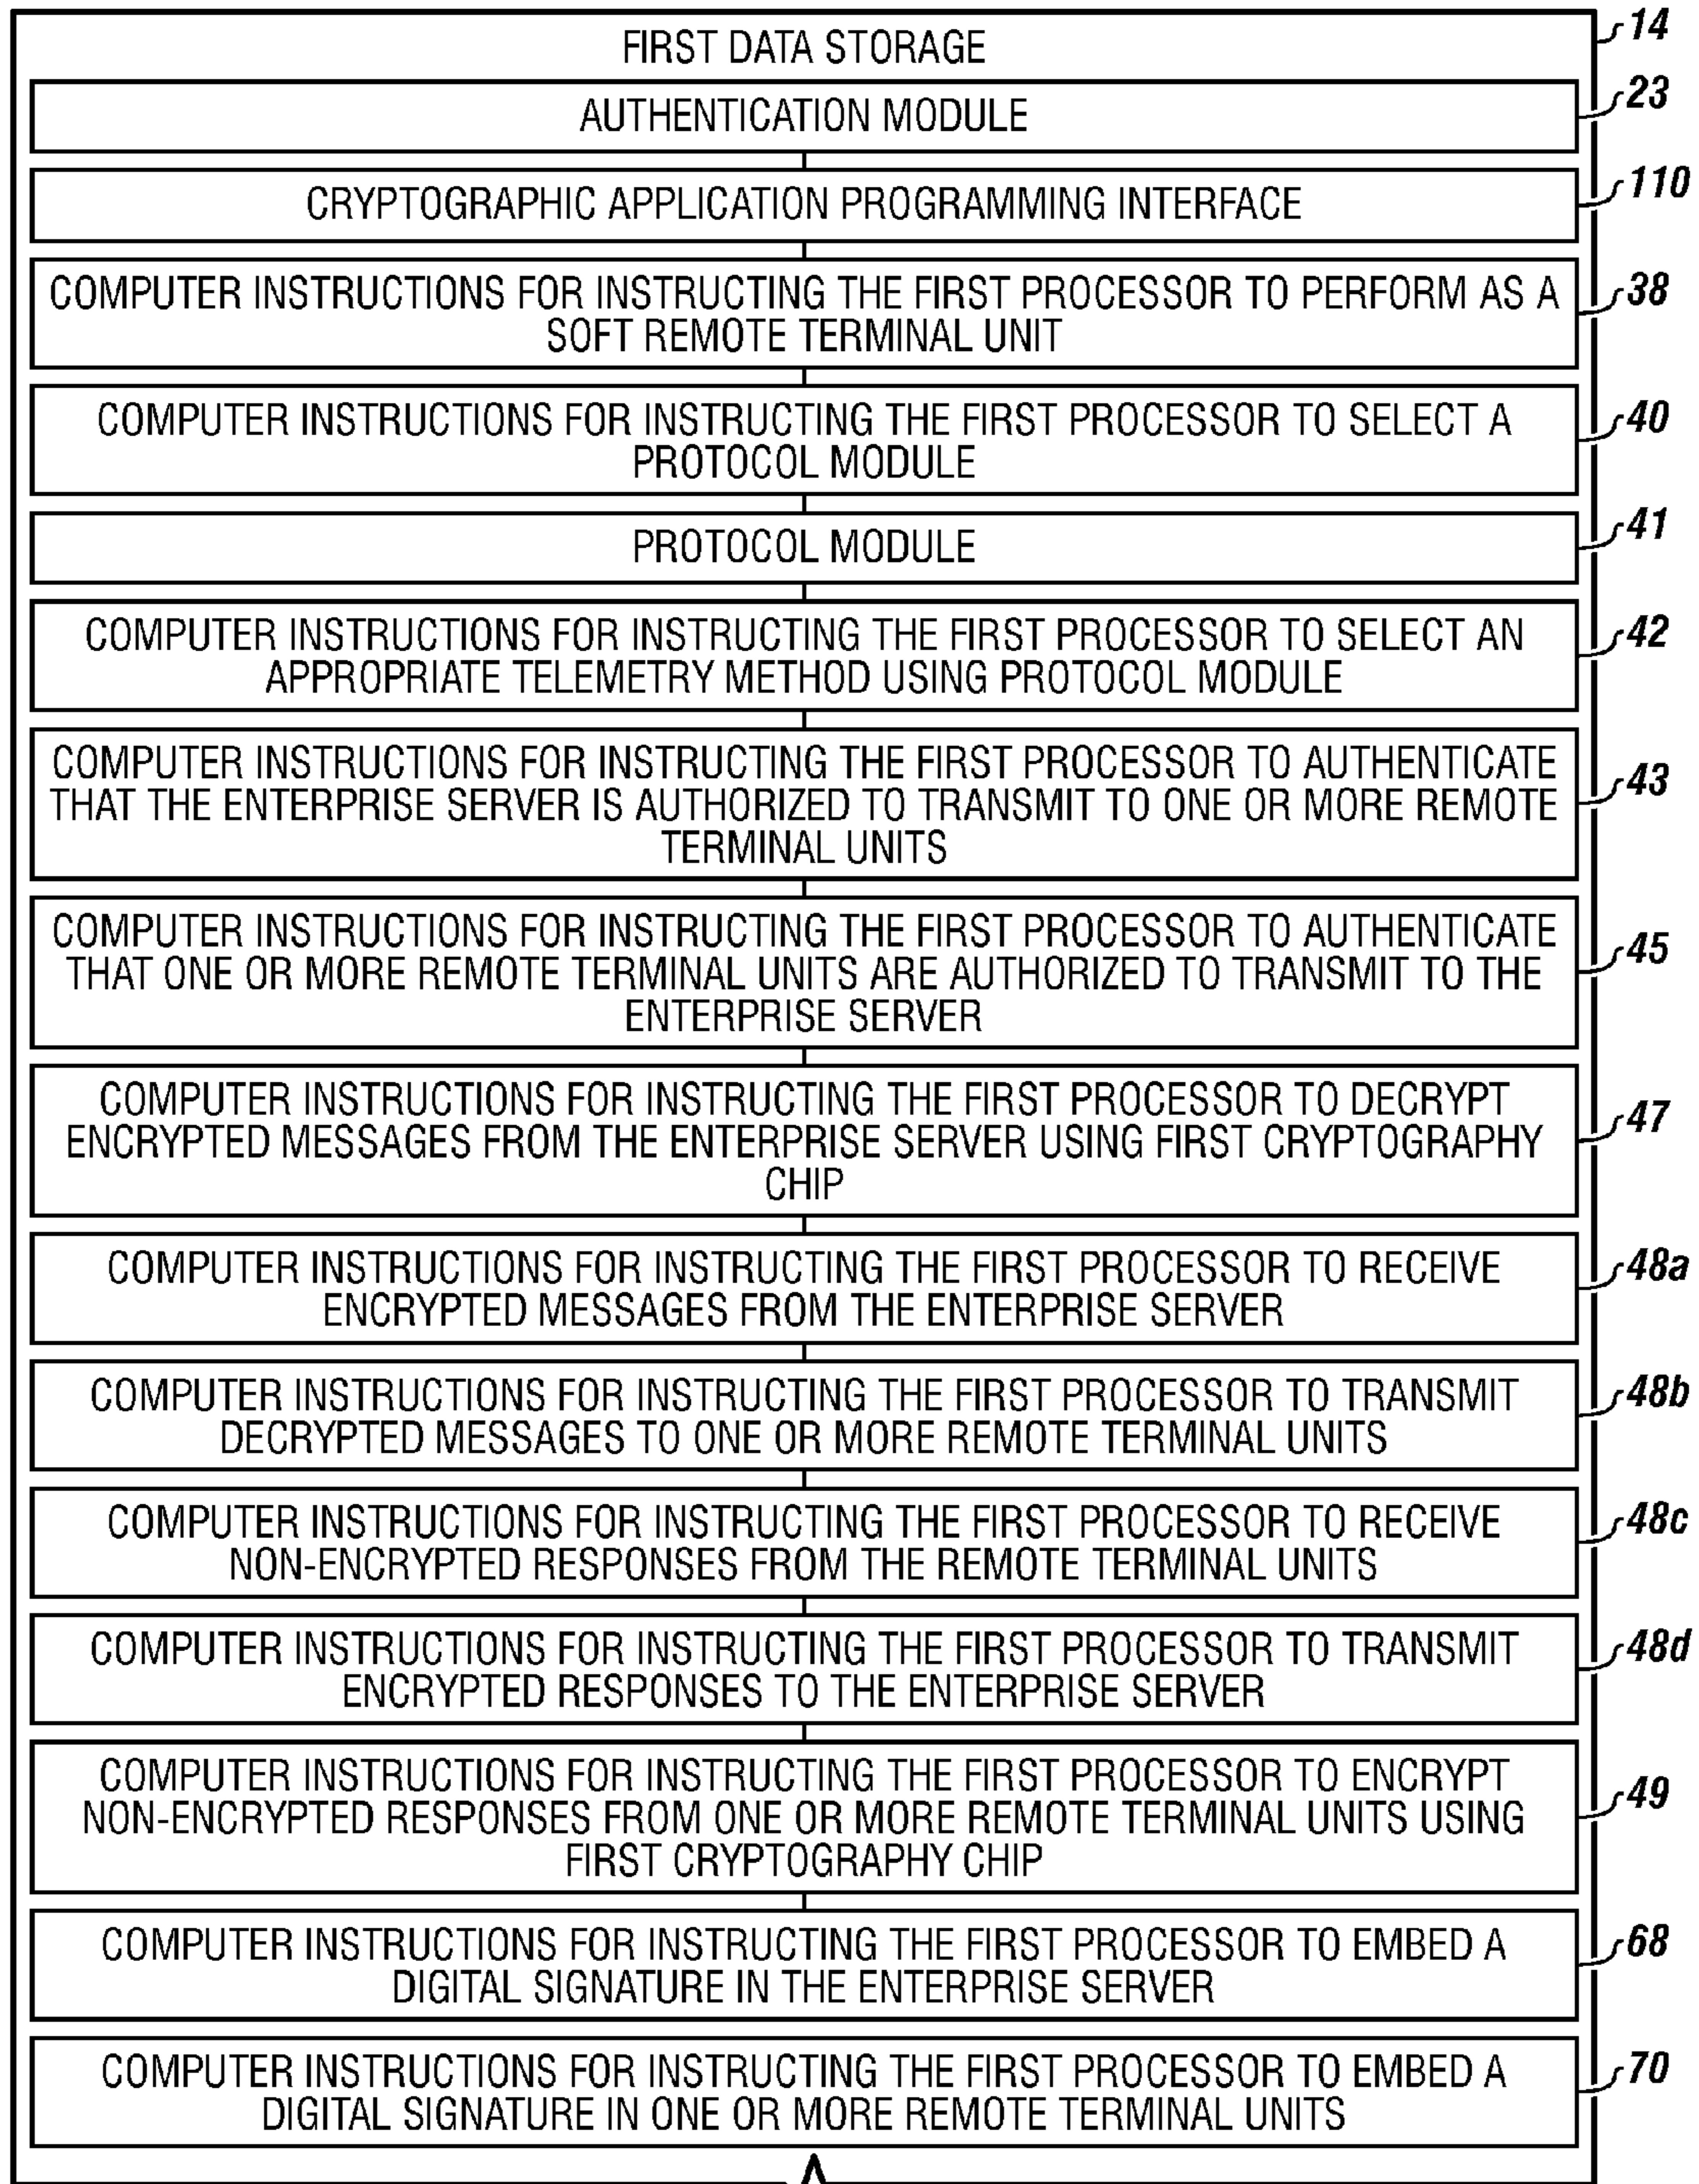 14
FIRST DATA STORAGE
23
AUTHENTICATION MODULE
110
CRYPTOGRAPHIC APPLICATION PROGRAMMING INTERFACE
COMPUTER INSTRUCTIONS FOR INSTRUCTING THE FIRST PROCESSOR TO PERFORM AS A
SOFT REMOTE TERMINAL UNIT
38
COMPUTER INSTRUCTIONS FOR INSTRUCTING THE FIRST PROCESSOR TO SELECT A
PROTOCOL MODULE
40
PROTOCOL MODULE
41
COMPUTER INSTRUCTIONS FOR INSTRUCTING THE FIRST PROCESSOR TO SELECT AN
APPROPRIATE TELEMETRY METHOD USING PROTOCOL MODULE
42
COMPUTER INSTRUCTIONS FOR INSTRUCTING THE FIRST PROCESSOR TO AUTHENTICATE
THAT THE ENTERPRISE SERVER IS AUTHORIZED TO TRANSMIT TO ONE OR MORE REMOTE
TERMINAL UNITS
43
COMPUTER INSTRUCTIONS FOR INSTRUCTING THE FIRST PROCESSOR TO AUTHENTICATE
THAT ONE OR MORE REMOTE TERMINAL UNITS ARE AUTHORIZED TO TRANSMIT TO THE
ENTERPRISE SERVER
45
COMPUTER INSTRUCTIONS FOR INSTRUCTING THE FIRST PROCESSOR TO DECRYPT
ENCRYPTED MESSAGES FROM THE ENTERPRISE SERVER USING FIRST CRYPTOGRAPHY
CHIP
47
COMPUTER INSTRUCTIONS FOR INSTRUCTING THE FIRST PROCESSOR TO RECEIVE
ENCRYPTED MESSAGES FROM THE ENTERPRISE SERVER
48a
COMPUTER INSTRUCTIONS FOR INSTRUCTING THE FIRST PROCESSOR TO TRANSMIT
DECRYPTED MESSAGES TO ONE OR MORE REMOTE TERMINAL UNITS
48b
COMPUTER INSTRUCTIONS FOR INSTRUCTING THE FIRST PROCESSOR TO RECEIVE
NON-ENCRYPTED RESPONSES FROM THE REMOTE TERMINAL UNITS
48c
COMPUTER INSTRUCTIONS FOR INSTRUCTING THE FIRST PROCESSOR TO TRANSMIT
ENCRYPTED RESPONSES TO THE ENTERPRISE SERVER
48d
COMPUTER INSTRUCTIONS FOR INSTRUCTING THE FIRST PROCESSOR TO ENCRYPT
NON-ENCRYPTED RESPONSES FROM ONE OR MORE REMOTE TERMINAL UNITS USING
FIRST CRYPTOGRAPHY CHIP
49
COMPUTER INSTRUCTIONS FOR INSTRUCTING THE FIRST PROCESSOR TO EMBED A
DIGITAL SIGNATURE IN THE ENTERPRISE SERVER
68
COMPUTER INSTRUCTIONS FOR INSTRUCTING THE FIRST PROCESSOR TO EMBED A
DIGITAL SIGNATURE IN ONE OR MORE REMOTE TERMINAL UNITS
70